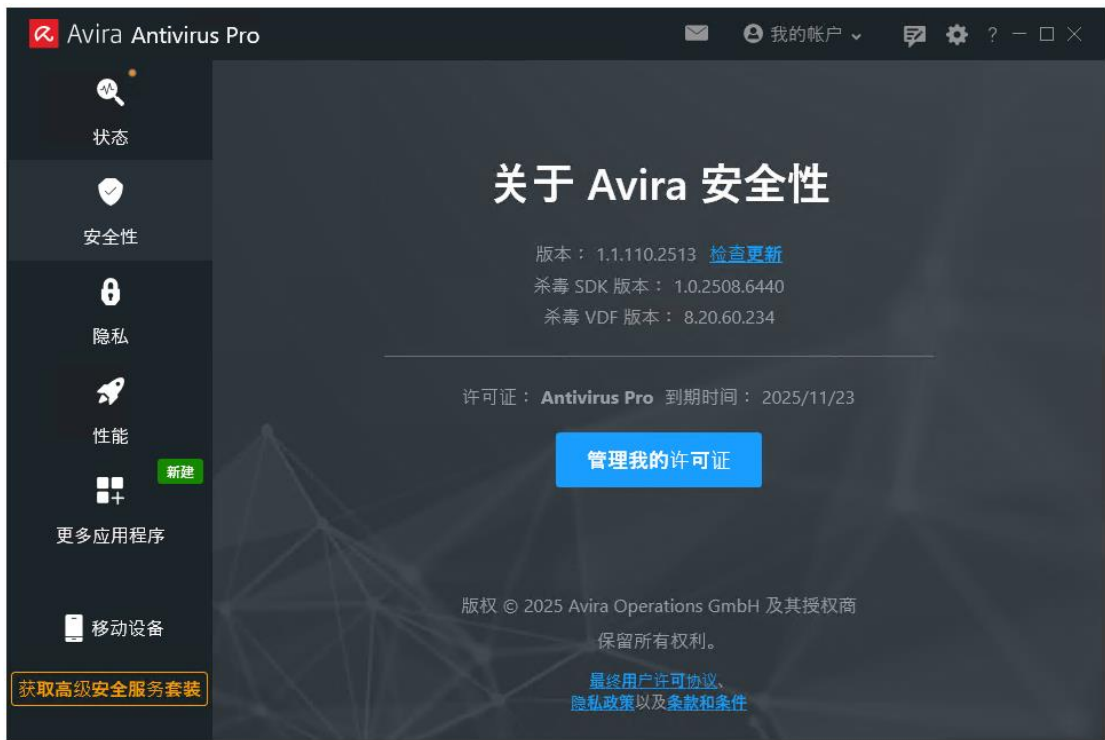 Avira Antivirus Pro
我的帐户
?
状态
安全性
隐私
性能
新建
更多应用程序
移动设备
获取高级安全服务套装
关于 Avira 安全性
版本： 1.1.110.2513 检查更新
杀毒 SDK 版本： 1.0.2508.6440
杀毒 VDF 版本： 8.20.60.234
许可证： Antivirus Pro 到期时间： 2025/11/23
管理我的许可证
版权 © 2025 Avira Operations GmbH 及其授权商
保留所有权利。
最终用户许可协议、
隐私政策以及条款和条件